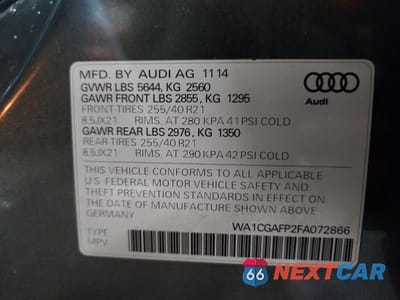 MFD. BY AUDI AG 11 14
GVWR LBS 5644, KG 2560
GAWR FRONT LBS 2855, KG 1295
FRONT-TIRES 255/40 R21
8.5JX21 RIMS, AT 280 KPA 41 PSI COLD
GAWR REAR LBS 2976, KG 1350
REAR-TIRES 255/40 R21
8.5JX21 RIMS, AT 290 KPA 42 PSI COLD
THIS VEHICLE CONFORMS TO ALL APPLICABLE
U.S. FEDERAL MOTOR VEHICLE SAFETY AND
THEFT PREVENTION STANDARDS IN EFFECT ON
THE DATE OF MANUFACTURE SHOWN ABOVE
GERMANY
TYPE: WA1CGAFP2FA072866
MPV
Audi
66 NEXTCAR